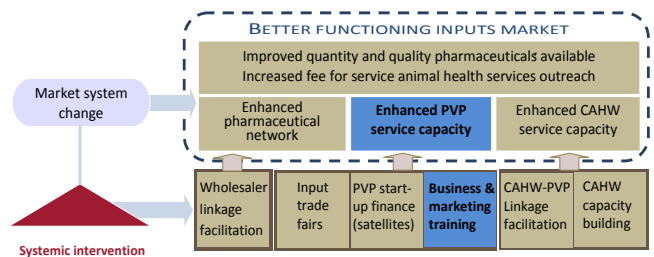 BETTER FUNCTIONING INPUTS MARKET
Improved quantity and quality pharmaceuticals available
Increased fee for service animal health services outreach
Market system
change
Enhanced
pharmaceutical
network
Enhanced PVP
service capacity
Enhanced CAHW
service capacity
Wholesaler
linkage
facilitation
Input
trade
fairs
PVP start-
up finance
(satellites)
Business &
marketing
training
CAHW-PVP
Linkage
facilitation
CAHW
capacity
building
Systemic intervention